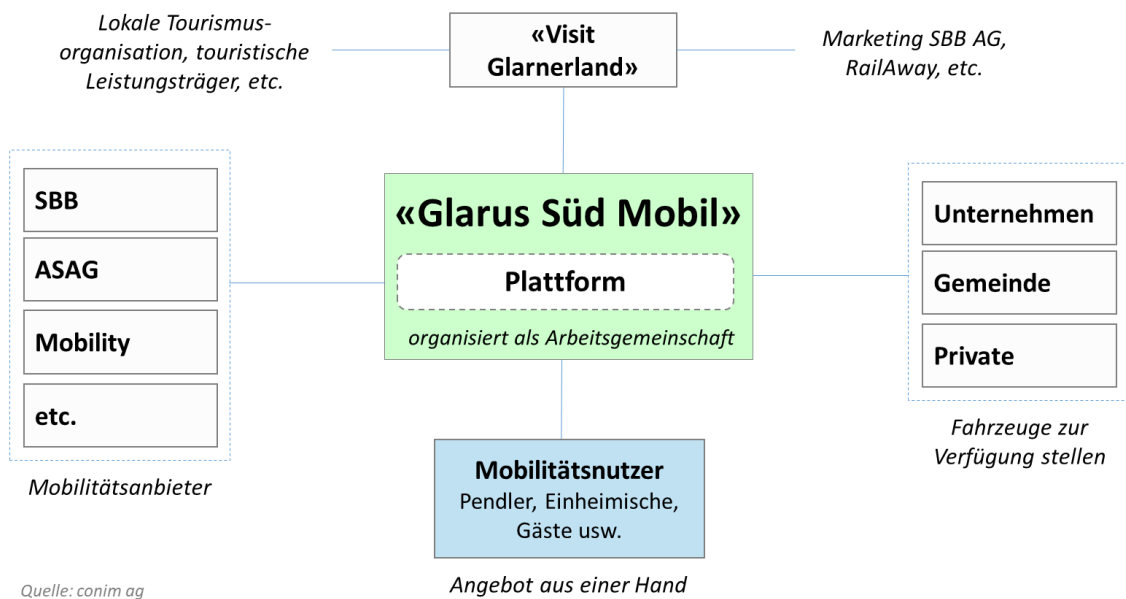 Lokale Tourismus-
organisation, touristische
Leistungsträger, etc.
«Visit
Glarnerland»
Marketing SBB AG,
RailAway, etc.
SBB
ASAG
Mobility
etc.
Mobilitätsanbieter
«Glarus Süd Mobil»
Plattform
organisiert als Arbeitsgemeinschaft
Unternehmen
Gemeinde
Private
Fahrzeuge zur
Verfügung stellen
Mobilitätsnutzer
Pendler, Einheimische,
Gäste usw.
Angebot aus einer Hand
Quelle: conim ag